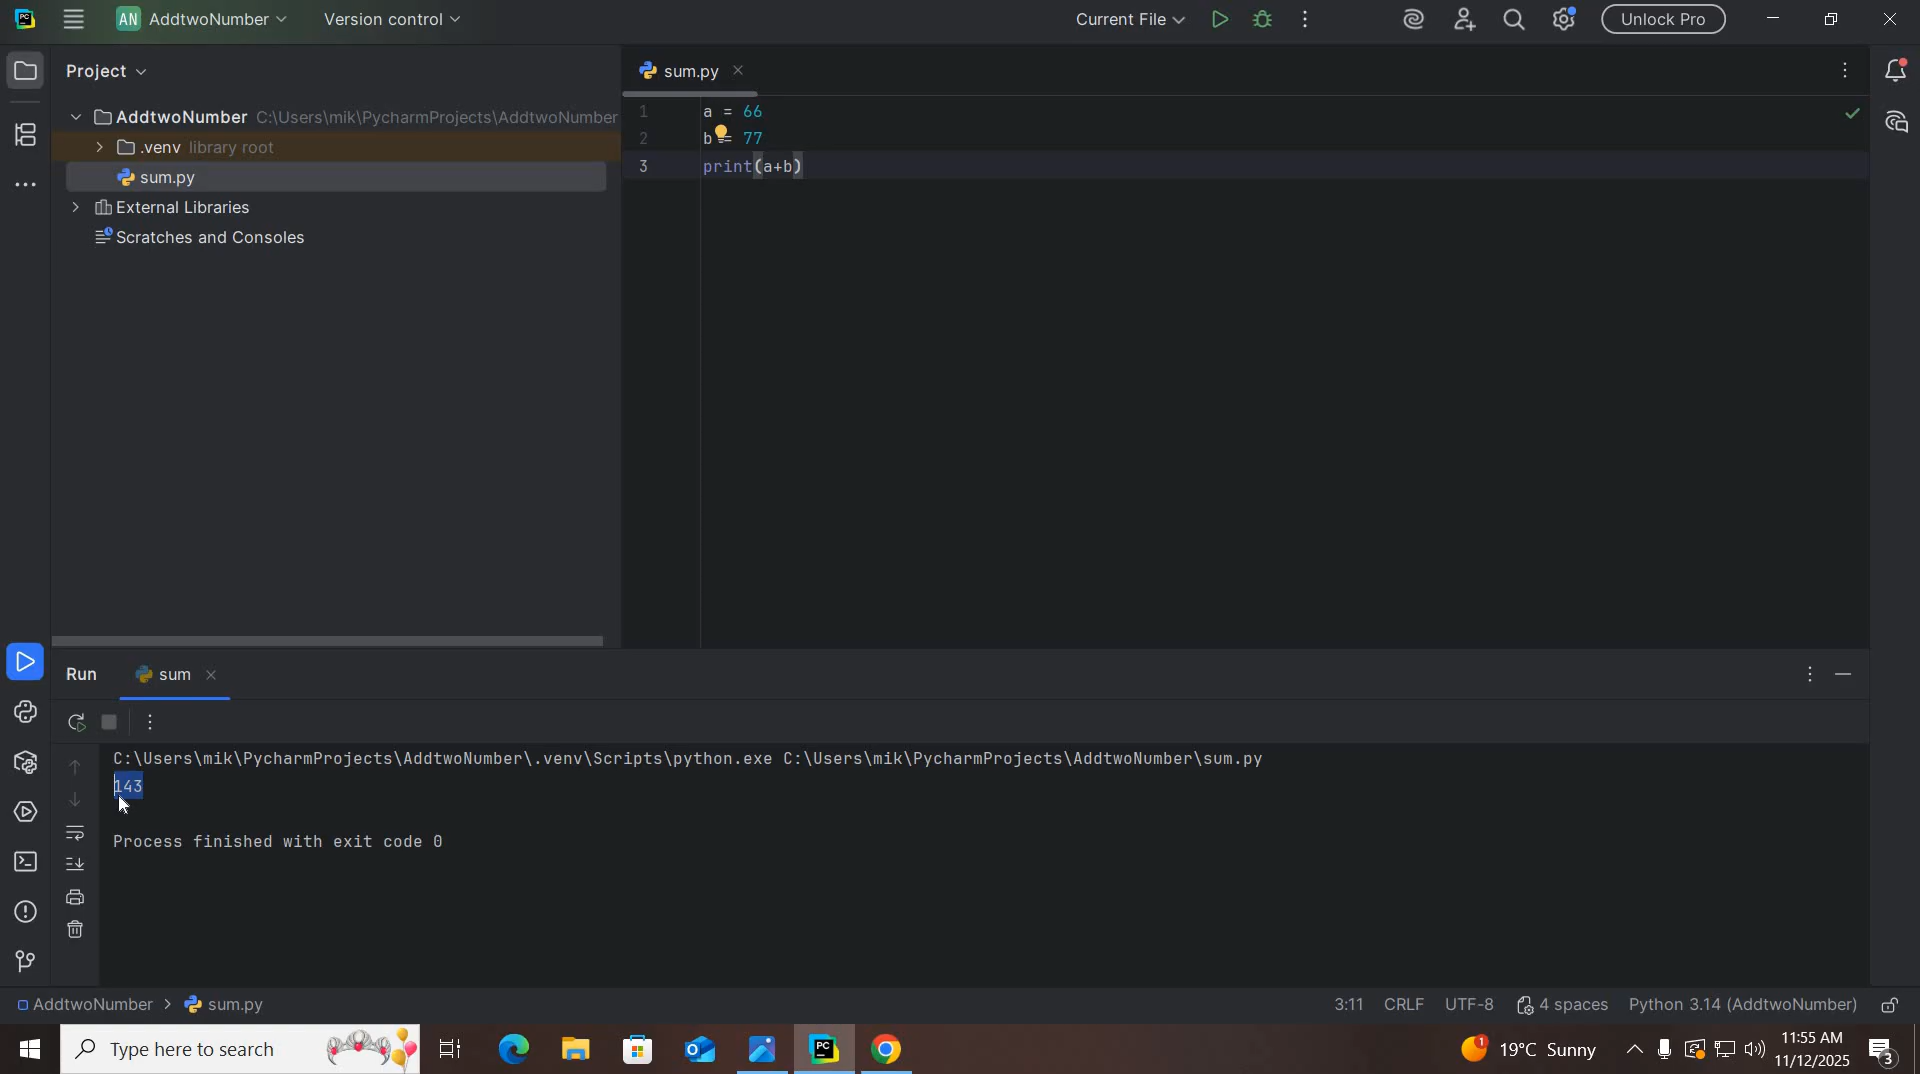 PC
AN AddtwoNumber
Version control
Current File
Unlock Pro
Project
AddtwoNumber C:\Users\mik\PycharmProjects\AddtwoNumber
.venv library root
sum.py
External Libraries
Scratches and Consoles
sum.py
1 a = 66
2 b = 77
3 print(a+b)
Run
sum
C:\Users\mik\PycharmProjects\AddtwoNumber\.venv\Scripts\python.exe C:\Users\mik\PycharmProjects\AddtwoNumber\sum.py
143
Process finished with exit code 0
AddtwoNumber > sum.py
3:11 CRLF UTF-8 4 spaces Python 3.14 (AddtwoNumber)
Type here to search
PC
1
19°C Sunny
11:55 AM
11/12/2025
3